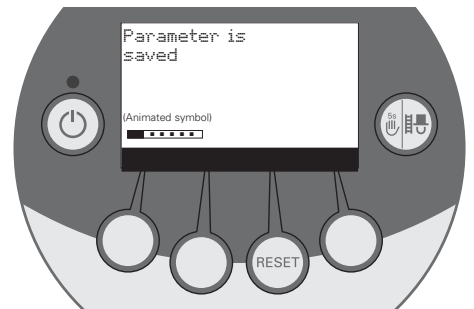 Parameter is
saved
(Animated symbol)
5s
RESET